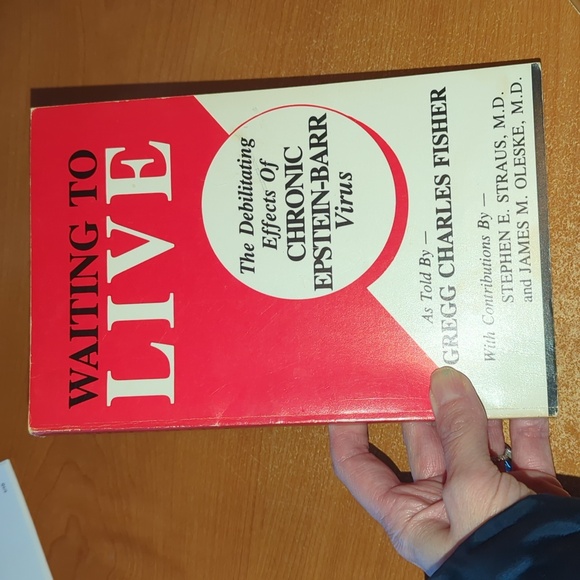 WAITING TO
LIVE
The Debilitating
Effects Of
CHRONIC
EPSTEIN-BARR
Virus
As Told By —
GREGG CHARLES FISHER
With Contributions By —
STEPHEN E. STRAUS, M.D.
and JAMES M. OLESKE, M.D.